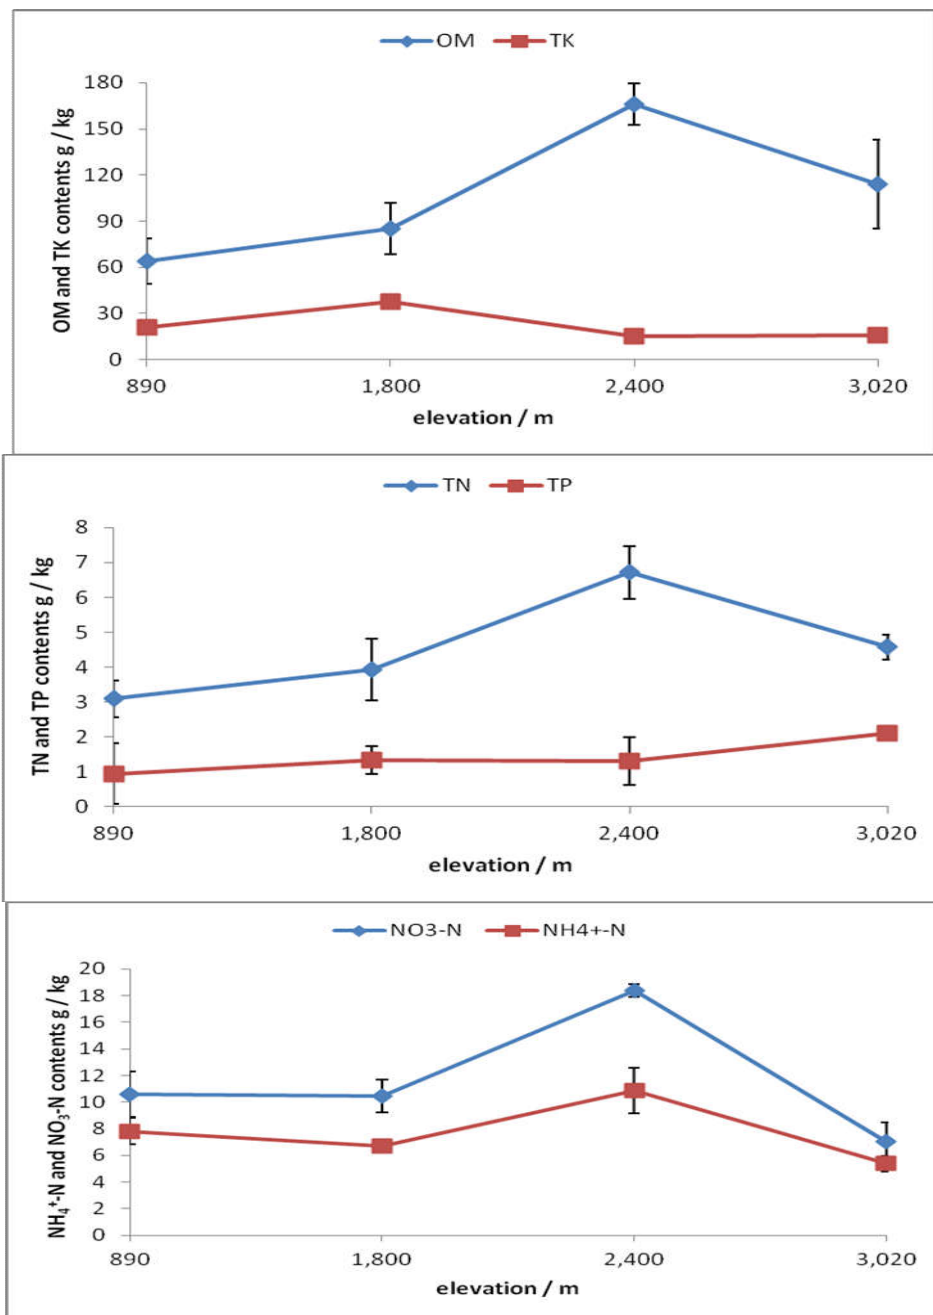 OM TK
OM and TK contents g / kg
180
150
120
90
60
30
0
890 1,800 2,400 3,020
elevation / m
TN TP
TN and TP contents g / kg
8
7
6
5
4
3
2
1
0
890 1,800 2,400 3,020
elevation / m
NO3-N NH4+-N
NH₄⁺-N and NO₃-N contents g / kg
20
18
16
14
12
10
8
6
4
2
0
890 1,800 2,400 3,020
elevation / m